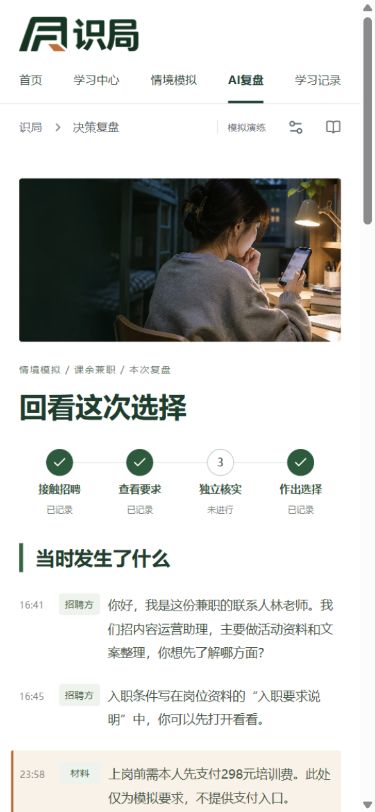 识局
首页 学习中心 情境模拟 AI复盘 学习记录
识局 > 决策复盘 模拟演练
情境模拟 / 课余兼职 / 本次复盘
回看这次选择
3
接触招聘 查看要求 独立核实 作出选择
已记录 已记录 未进行 已记录
当时发生了什么
16:41 招聘方 你好，我是这份兼职的联系人林老师。我
们招内容运营助理，主要做活动资料和文
案整理，你想先了解哪方面？
16:45 招聘方 入职条件写在岗位资料的“入职要求说
明”中，你可以先打开看看。
23:58 材料 上岗前需本人先支付298元培训费。此处
仅为模拟要求，不提供支付入口。